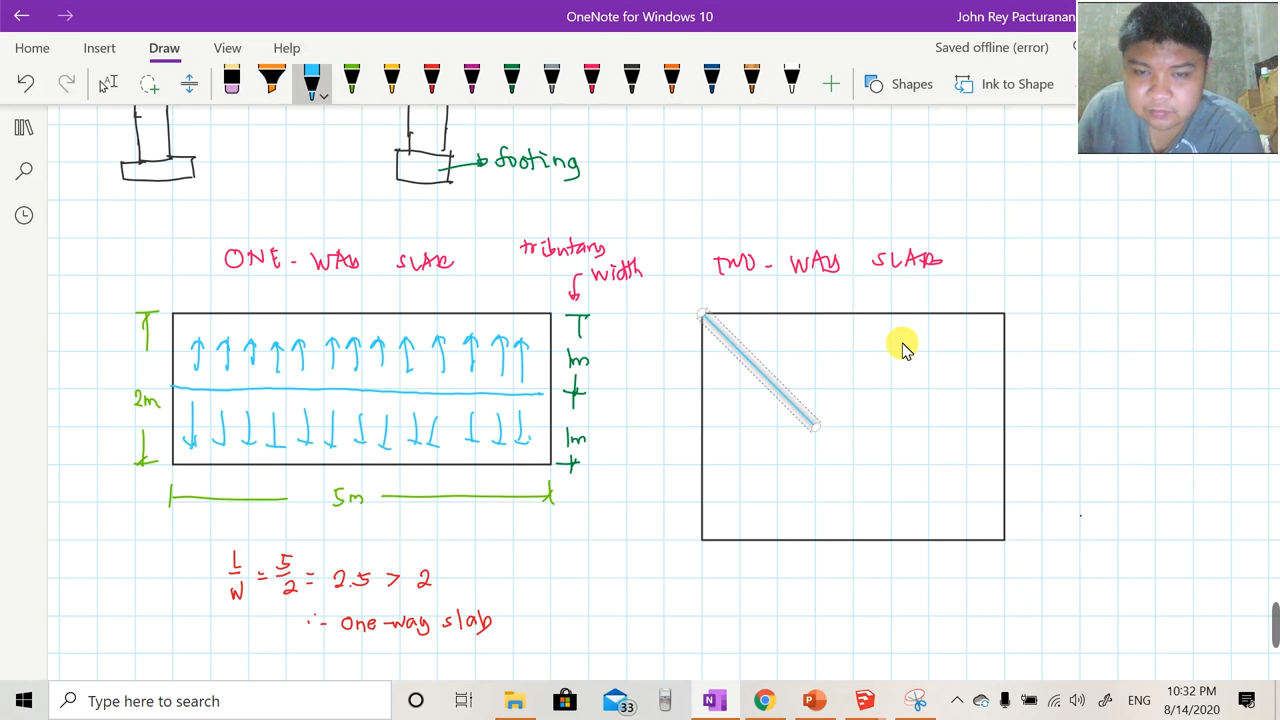 OneNote for Windows 10
John Rey Pacturanan
Home Insert Draw View Help
Saved offline (error)
Shapes
Ink to Shape
footing
ONE - WAY SLAB
tributary
width
TWO - WAY SLAB
2m
1m
1m
5m
L/W = 5/2 = 2.5 > 2
∴ one-way slab
Type here to search
33
ENG
10:32 PM
8/14/2020